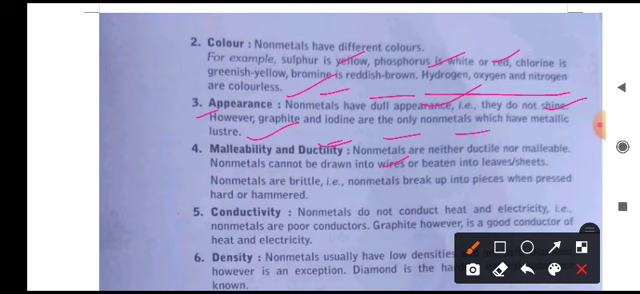 2. Colour : Nonmetals have different colours.
For example, sulphur is yellow, phosphorus is white or red, chlorine is
greenish-yellow, bromine is reddish-brown. Hydrogen, oxygen and nitrogen
are colourless.
3. Appearance : Nonmetals have dull appearance, i.e., they do not shine.
However, graphite and iodine are the only nonmetals which have metallic
lustre.
4. Malleability and Ductility : Nonmetals are neither ductile nor malleable.
Nonmetals cannot be drawn into wires or beaten into leaves/sheets.
Nonmetals are brittle, i.e., nonmetals break up into pieces when pressed
hard or hammered.
5. Conductivity : Nonmetals do not conduct heat and electricity, i.e.,
nonmetals are poor conductors. Graphite however, is a good conductor of
heat and electricity.
6. Density : Nonmetals usually have low densities
however is an exception. Diamond is the
known.